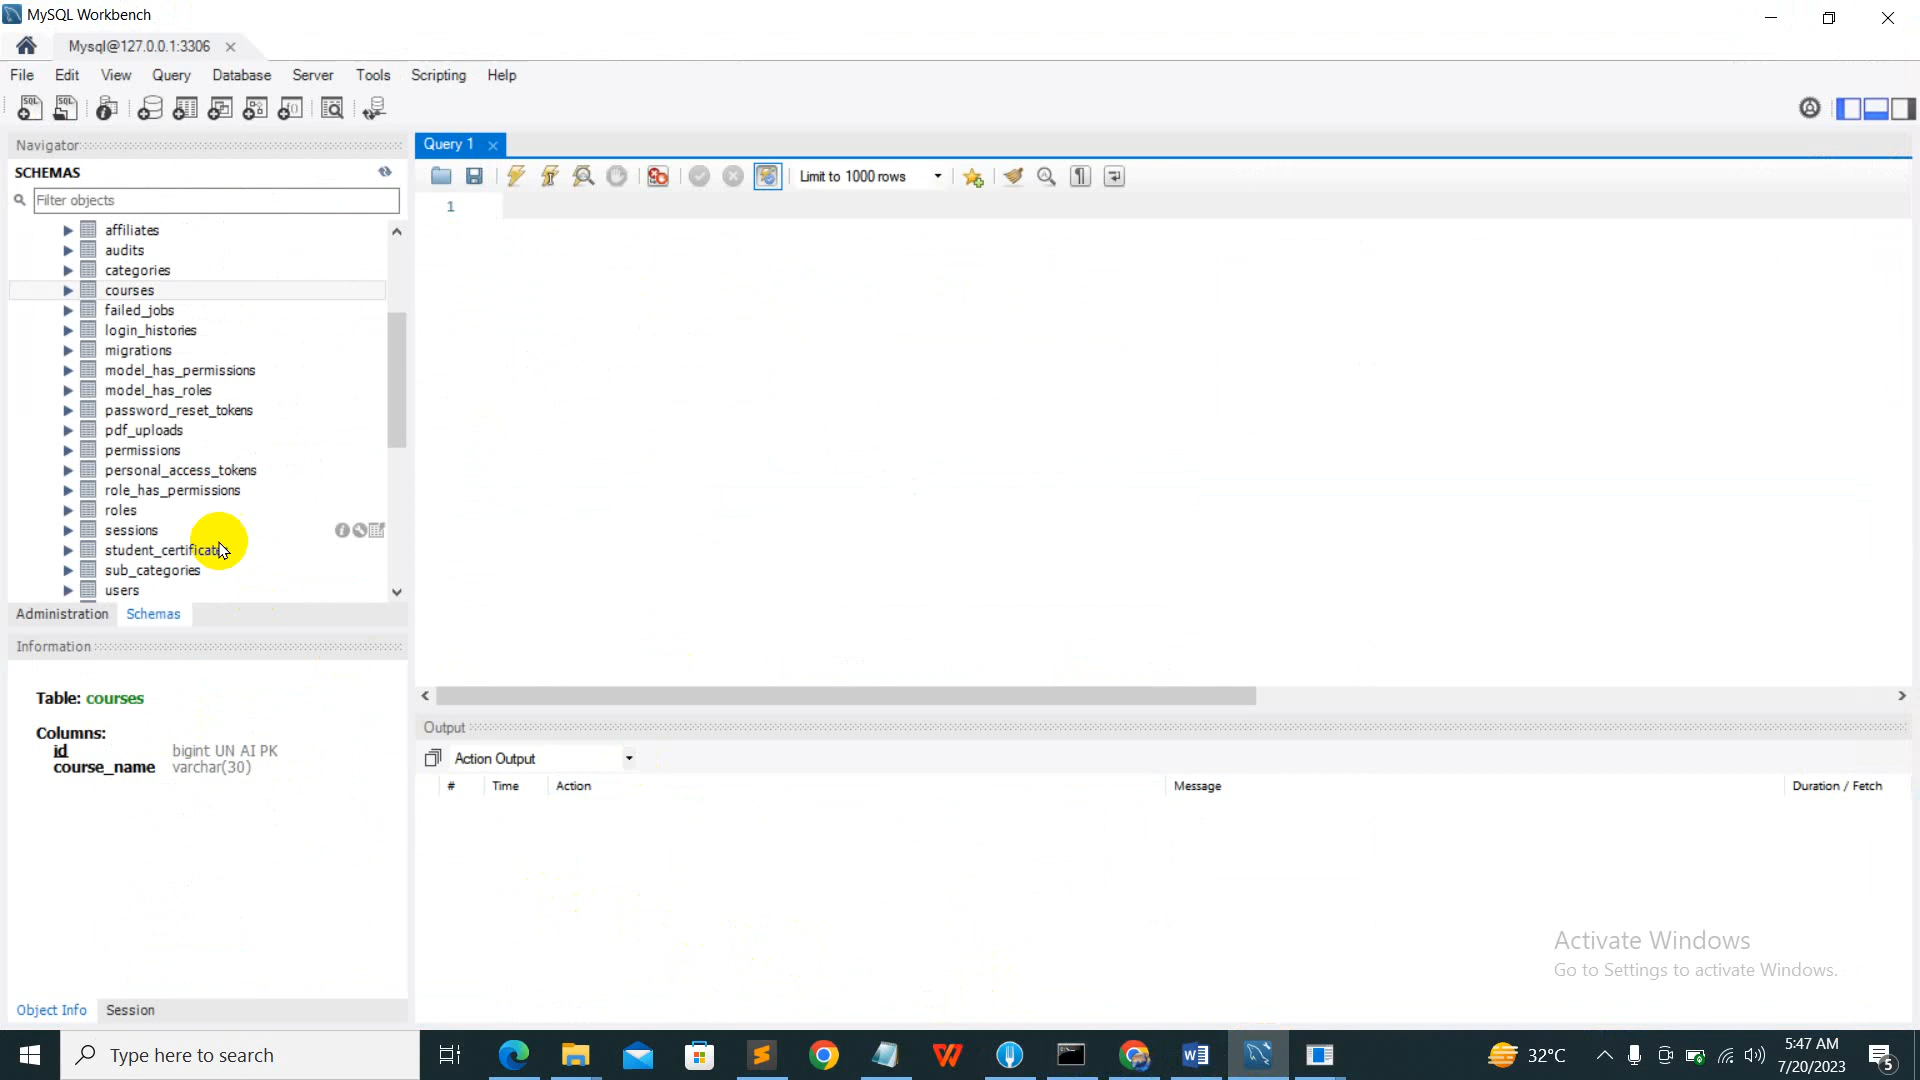 MySQL Workbench
Mysql@127.0.0.1:3306
File Edit View Query Database Server Tools Scripting Help
Navigator
SCHEMAS
Filter objects
affiliates
audits
categories
courses
failed_jobs
login_histories
migrations
model_has_permissions
model_has_roles
password_reset_tokens
pdf_uploads
permissions
personal_access_tokens
role_has_permissions
roles
sessions
sub_categories
users
Administration Schemas
Query 1
Limit to 1000 rows
1
Information
Table: courses
Columns:
id bigint UN AI PK
course_name varchar(30)
Object Info Session
Output
Action Output
# Time Action Message Duration / Fetch
Activate Windows
Go to Settings to activate Windows.
Type here to search
32°C
5:47 AM
7/20/2023
5